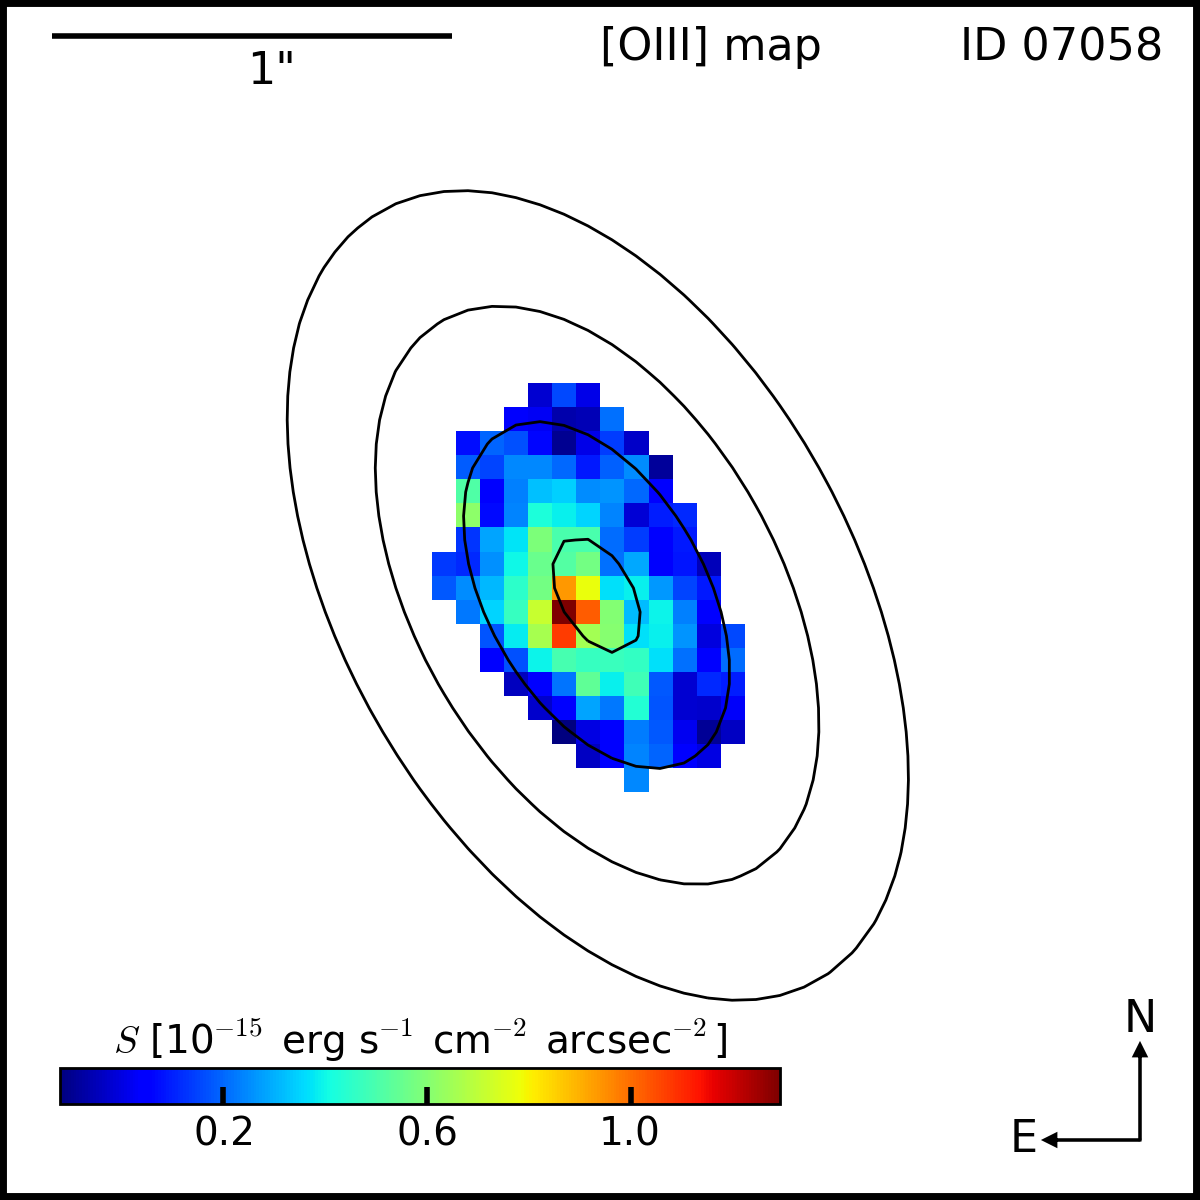 [OIII] map ID 07058
1"
S [10⁻¹⁵ erg s⁻¹ cm⁻² arcsec⁻²]
0.2 0.6 1.0
N
E